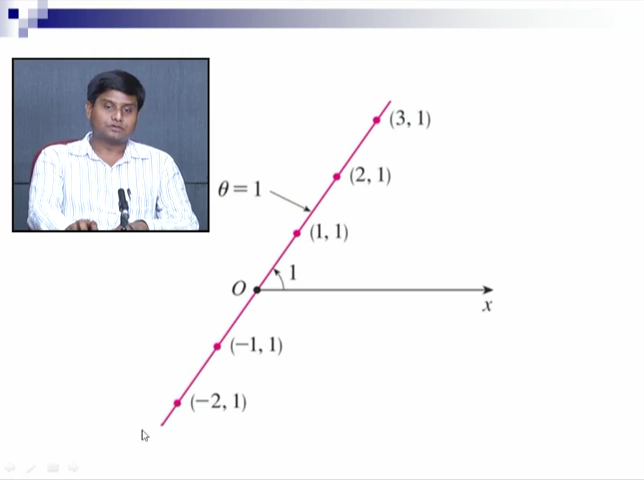 (3, 1)
(2, 1)
θ = 1
(1, 1)
1
O
x
(−1, 1)
(−2, 1)